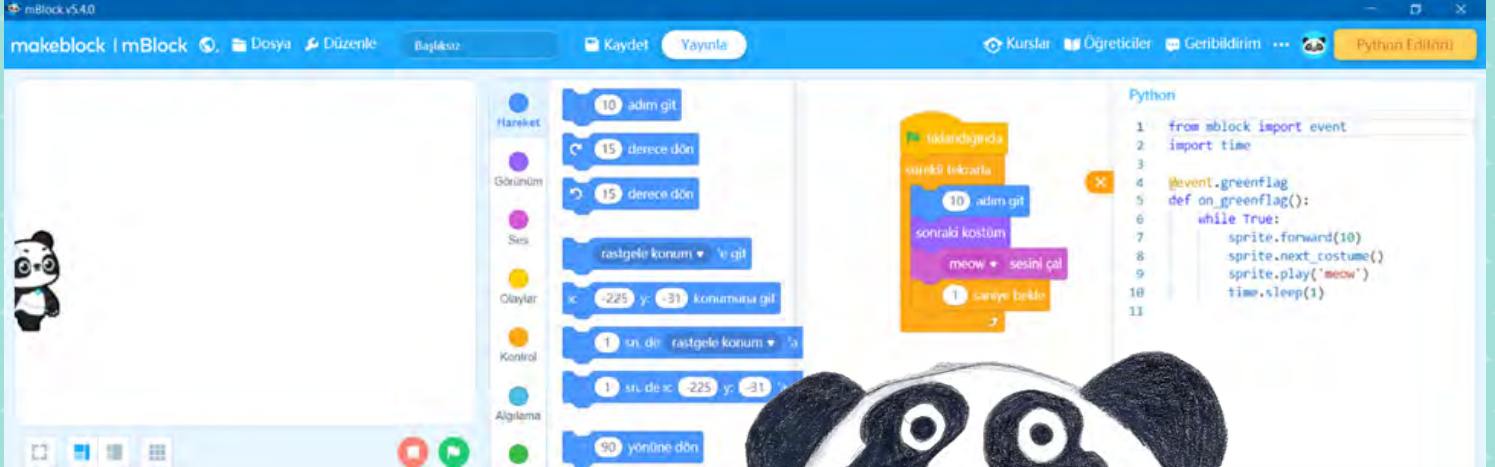 mBlock v5.4.0
makeblock | mBlock Dosya Düzenle Başlıksız Kaydet Yayınla Kurslar Öğreticiler Geribildirim Python Editörü
Hareket
Görünüm
Ses
Olaylar
Kontrol
Algılama
10 adım git
15 derece dön
15 derece dön
rastgele konum 'e git
x: -225 y: -31 konumuna git
1 sn. de rastgele konum 'a
1 sn. de x: -225 y: -31
90 yönüne dön
tıklandığında
sürekli tekrarla
10 adım git
sonraki kostüm
meow sesini çal
1 saniye bekle
Python
1 from mblock import event
2 import time
3
4 @event.greenflag
5 def on_greenflag():
6 while True:
7 sprite.forward(10)
8 sprite.next_costume()
9 sprite.play('meow')
10 time.sleep(1)
11